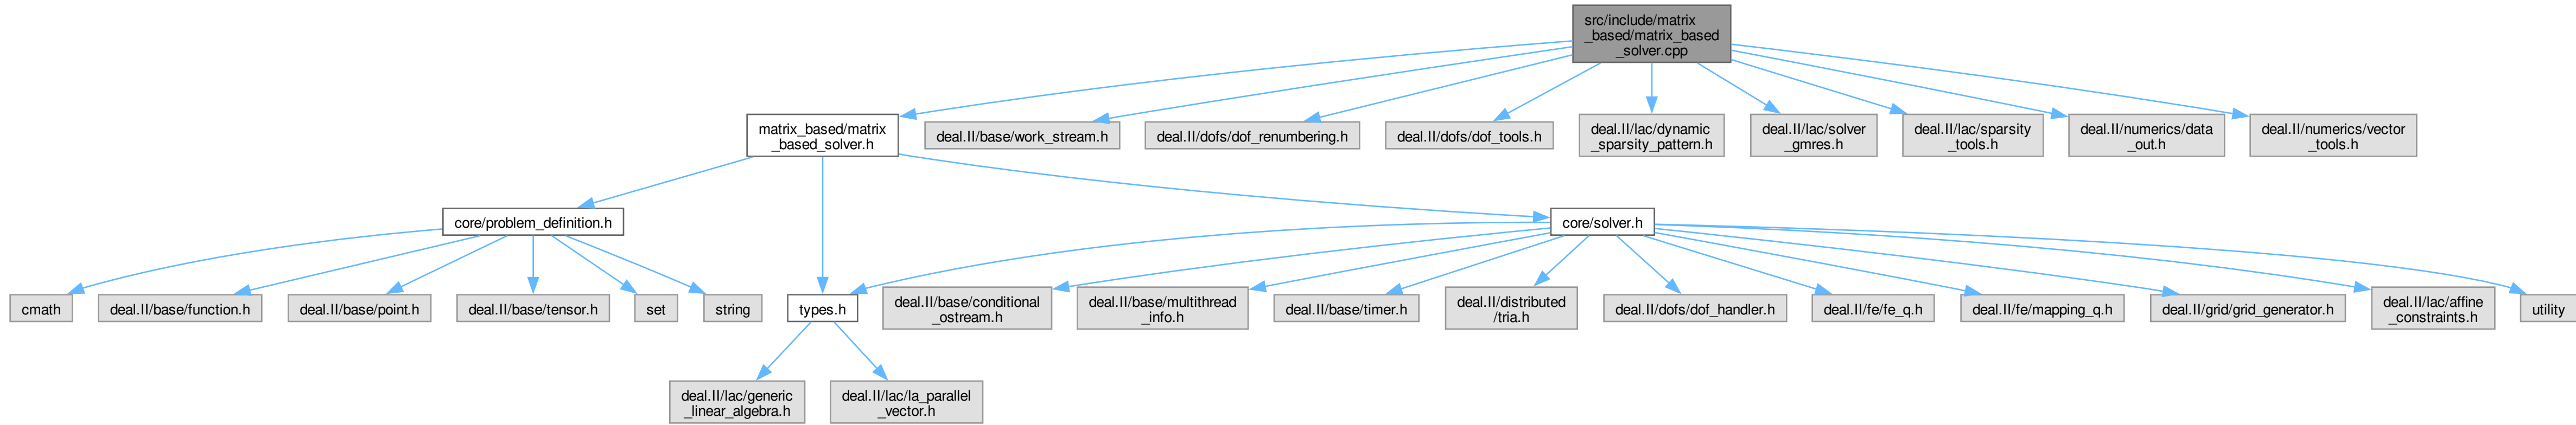 src/include/matrix
_based/matrix_based
_solver.cpp
matrix_based/matrix
_based_solver.h
deal.II/base/work_stream.h
deal.II/dofs/dof_renumbering.h
deal.II/dofs/dof_tools.h
deal.II/lac/dynamic
_sparsity_pattern.h
deal.II/lac/solver
_gmres.h
deal.II/lac/sparsity
_tools.h
deal.II/numerics/data
_out.h
deal.II/numerics/vector
_tools.h
core/problem_definition.h
core/solver.h
cmath
deal.II/base/function.h
deal.II/base/point.h
deal.II/base/tensor.h
set
string
types.h
deal.II/base/conditional
_ostream.h
deal.II/base/multithread
_info.h
deal.II/base/timer.h
deal.II/distributed
/tria.h
deal.II/dofs/dof_handler.h
deal.II/fe/fe_q.h
deal.II/fe/mapping_q.h
deal.II/grid/grid_generator.h
deal.II/lac/affine
_constraints.h
utility
deal.II/lac/generic
_linear_algebra.h
deal.II/lac/la_parallel
_vector.h